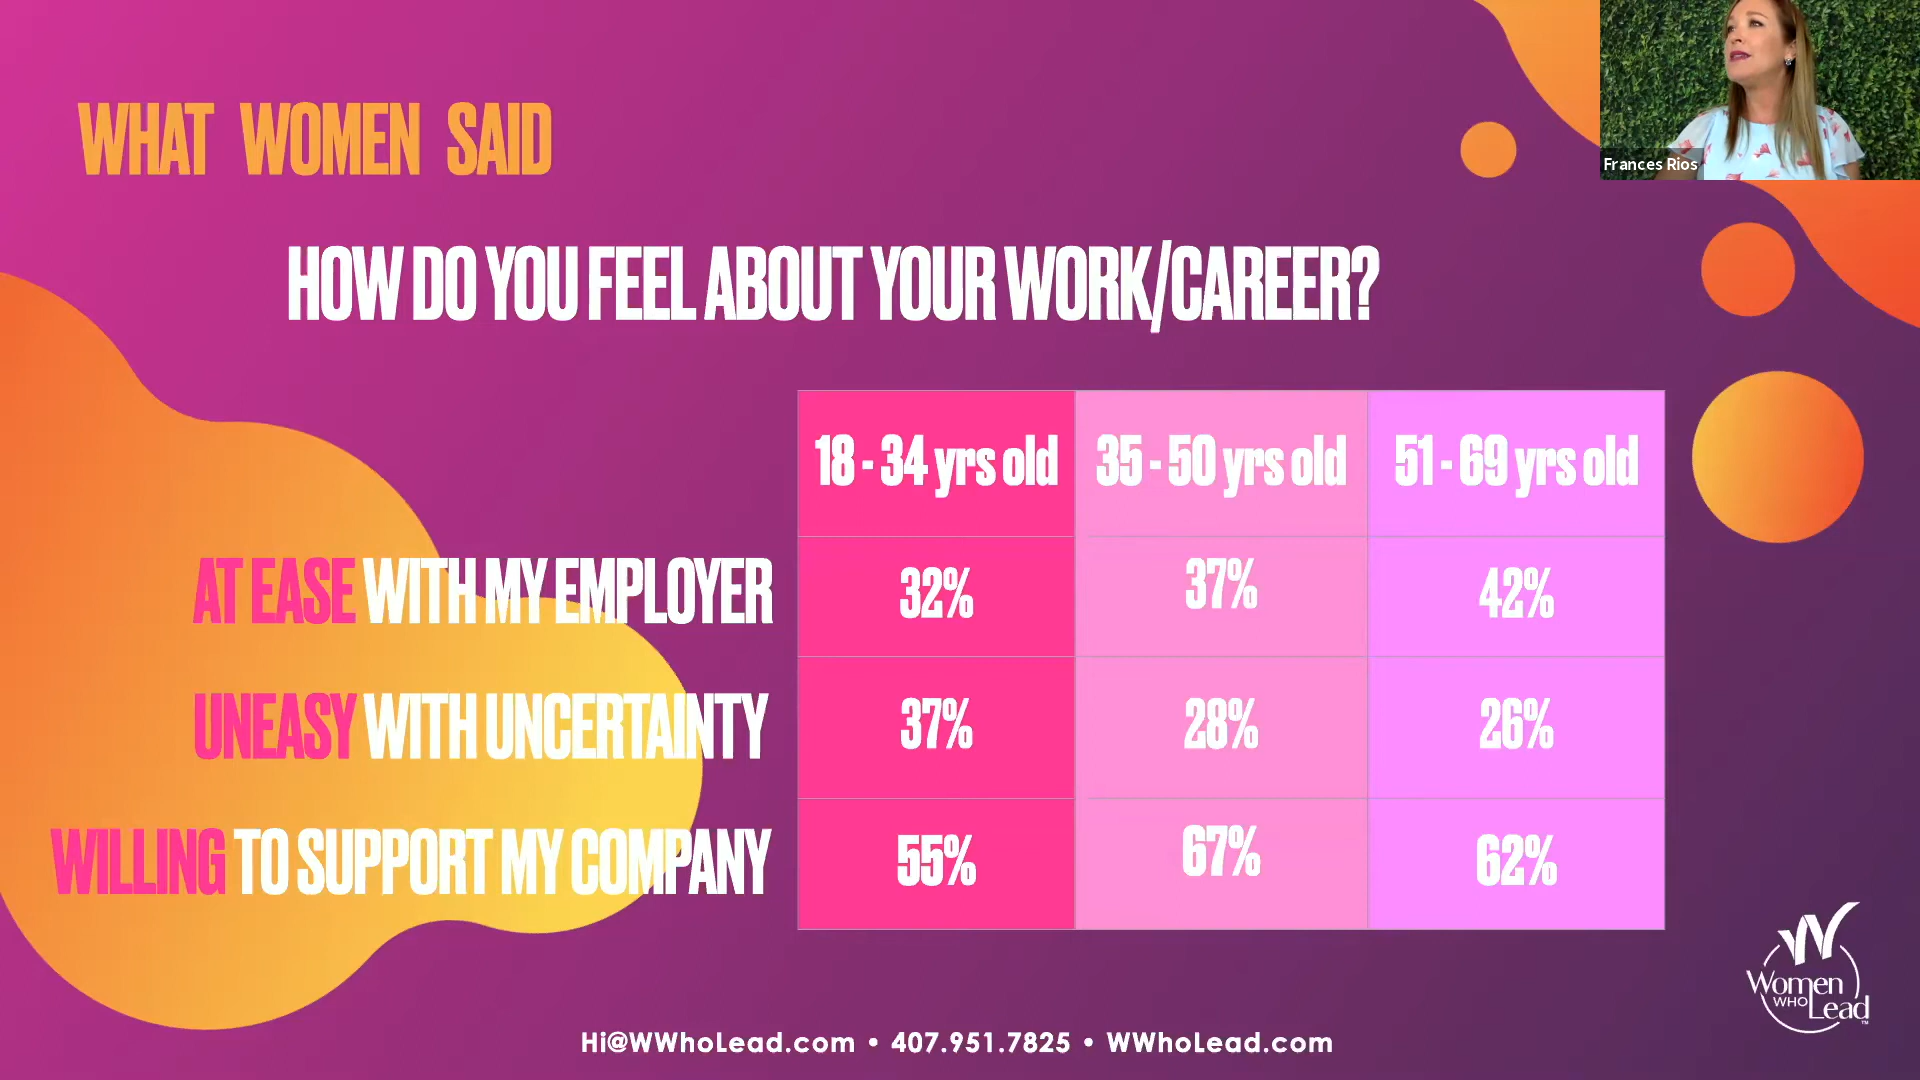 WHAT WOMEN SAID
Frances Rios
HOW DO YOU FEEL ABOUT YOUR WORK/CAREER?
18 - 34 yrs old 35 - 50 yrs old 51 - 69 yrs old
AT EASE WITH MY EMPLOYER 32% 37% 42%
UNEASY WITH UNCERTAINTY 37% 28% 26%
WILLING TO SUPPORT MY COMPANY 55% 67% 62%
W
Women
WHO Lead™
Hi@WWhoLead.com • 407.951.7825 • WWhoLead.com